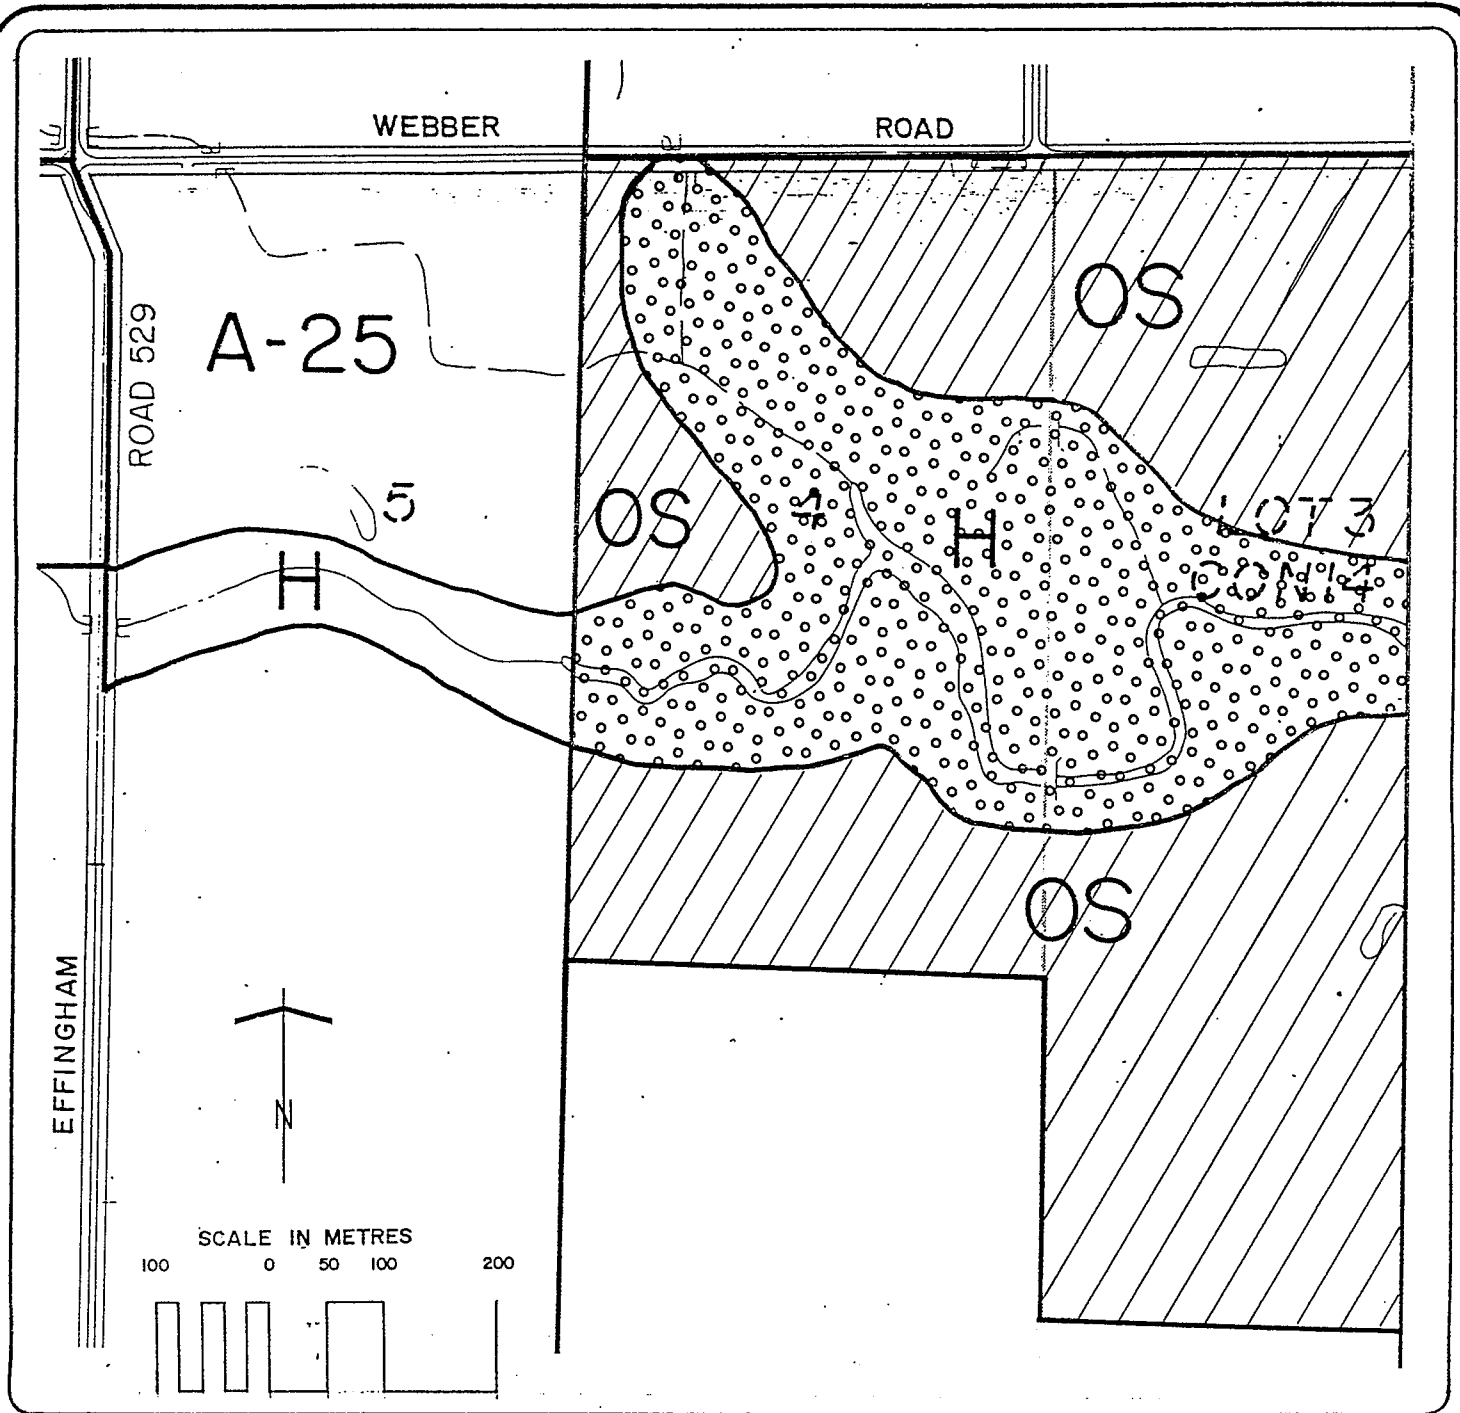 WEBBER ROAD
OS
A-25
ROAD 529
5
OS
4
H
LOT 3
CON 14
H
OS
EFFINGHAM
N
SCALE IN METRES
100 0 50 100 200